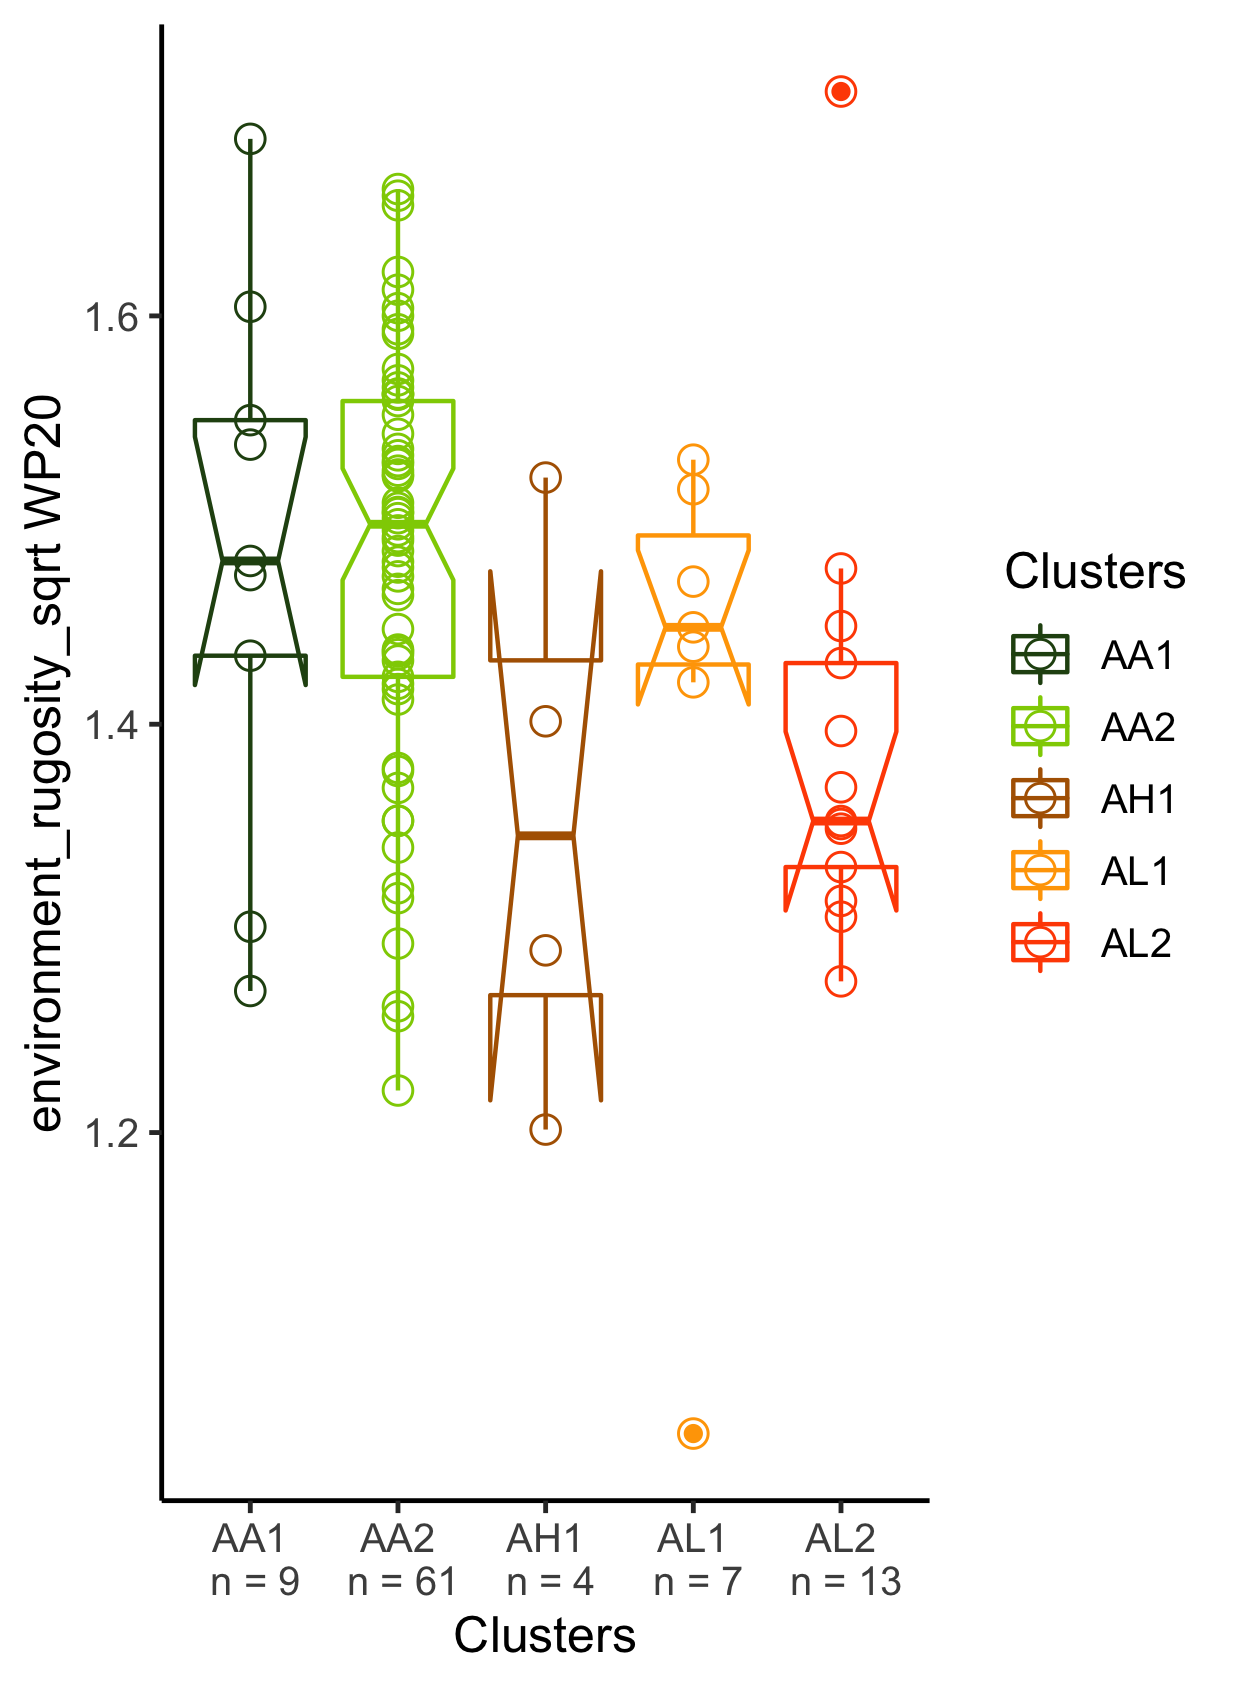 environment_rugosity_sqrt WP20
1.6
1.4
1.2
AA1
n = 9
AA2
n = 61
AH1
n = 4
AL1
n = 7
AL2
n = 13
Clusters
Clusters
AA1
AA2
AH1
AL1
AL2